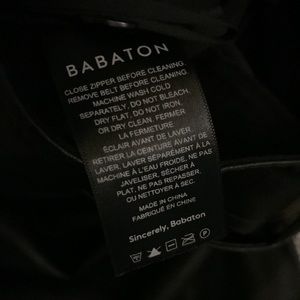 BABATON
CLOSE ZIPPER BEFORE CLEANING.
REMOVE BELT BEFORE CLEANING.
MACHINE WASH COLD
SEPARATELY. DO NOT BLEACH.
DRY FLAT. DO NOT IRON.
OR DRY CLEAN. FERMER
LA FERMETURE
ÉCLAIR AVANT DE LAVER.
RETIRER LA CEINTURE AVANT DE
LAVER. LAVER SÉPARÉMENT À LA
MACHINE À L'EAU FROIDE. NE PAS
JAVELISER. SÉCHER À
PLAT. NE PAS REPASSER.
OU NETTOYER À SEC.
MADE IN CHINA
FABRIQUÉ EN CHINE
Sincerely, Babaton
P